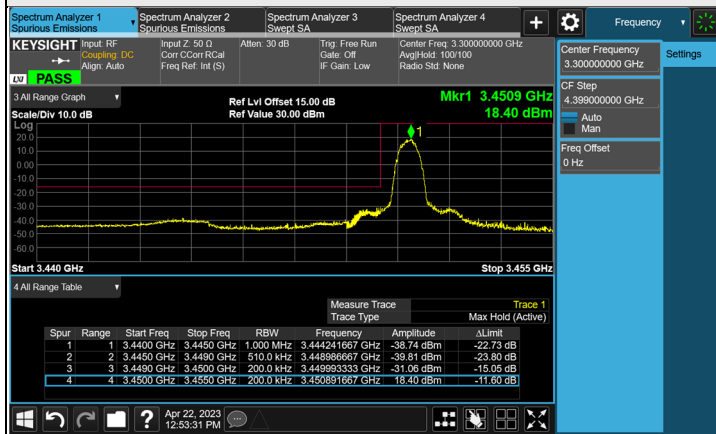 Spectrum Analyzer 1
Spurious Emissions
Spectrum Analyzer 2
Spurious Emissions
Spectrum Analyzer 3
Swept SA
Spectrum Analyzer 4
Swept SA
+
Frequency
KEYSIGHT
Input: RF
Coupling: DC
Align: Auto
Input Z: 50 Ω
Corr CCorr RCal
Freq Ref: Int (S)
Atten: 30 dB
Trig: Free Run
Gate: Off
IF Gain: Low
Center Freq: 3.300000000 GHz
Avg|Hold: 100/100
Radio Std: None
LXI PASS
Center Frequency
3.300000000 GHz
Settings
CF Step
4.399000000 GHz
Auto
Man
Freq Offset
0 Hz
3 All Range Graph
Scale/Div 10.0 dB
Ref Lvl Offset 15.00 dB
Ref Value 30.00 dBm
Mkr1 3.4509 GHz
18.40 dBm
Log
20.0
10.0
0.00
-10.0
-20.0
-30.0
-40.0
-50.0
-60.0
1
Start 3.440 GHz
Stop 3.455 GHz
4 All Range Table
Measure Trace Trace 1
Trace Type Max Hold (Active)
Spur Range Start Freq Stop Freq RBW Frequency Amplitude ΔLimit
1 1 3.4400 GHz 3.4450 GHz 1.000 MHz 3.444241667 GHz -38.74 dBm -22.73 dB
2 2 3.4450 GHz 3.4490 GHz 510.0 kHz 3.448986667 GHz -39.81 dBm -23.80 dB
3 3 3.4490 GHz 3.4500 GHz 200.0 kHz 3.449993333 GHz -31.06 dBm -15.05 dB
4 4 3.4500 GHz 3.4550 GHz 200.0 kHz 3.450891667 GHz 18.40 dBm -11.60 dB
?
Apr 22, 2023
12:53:31 PM